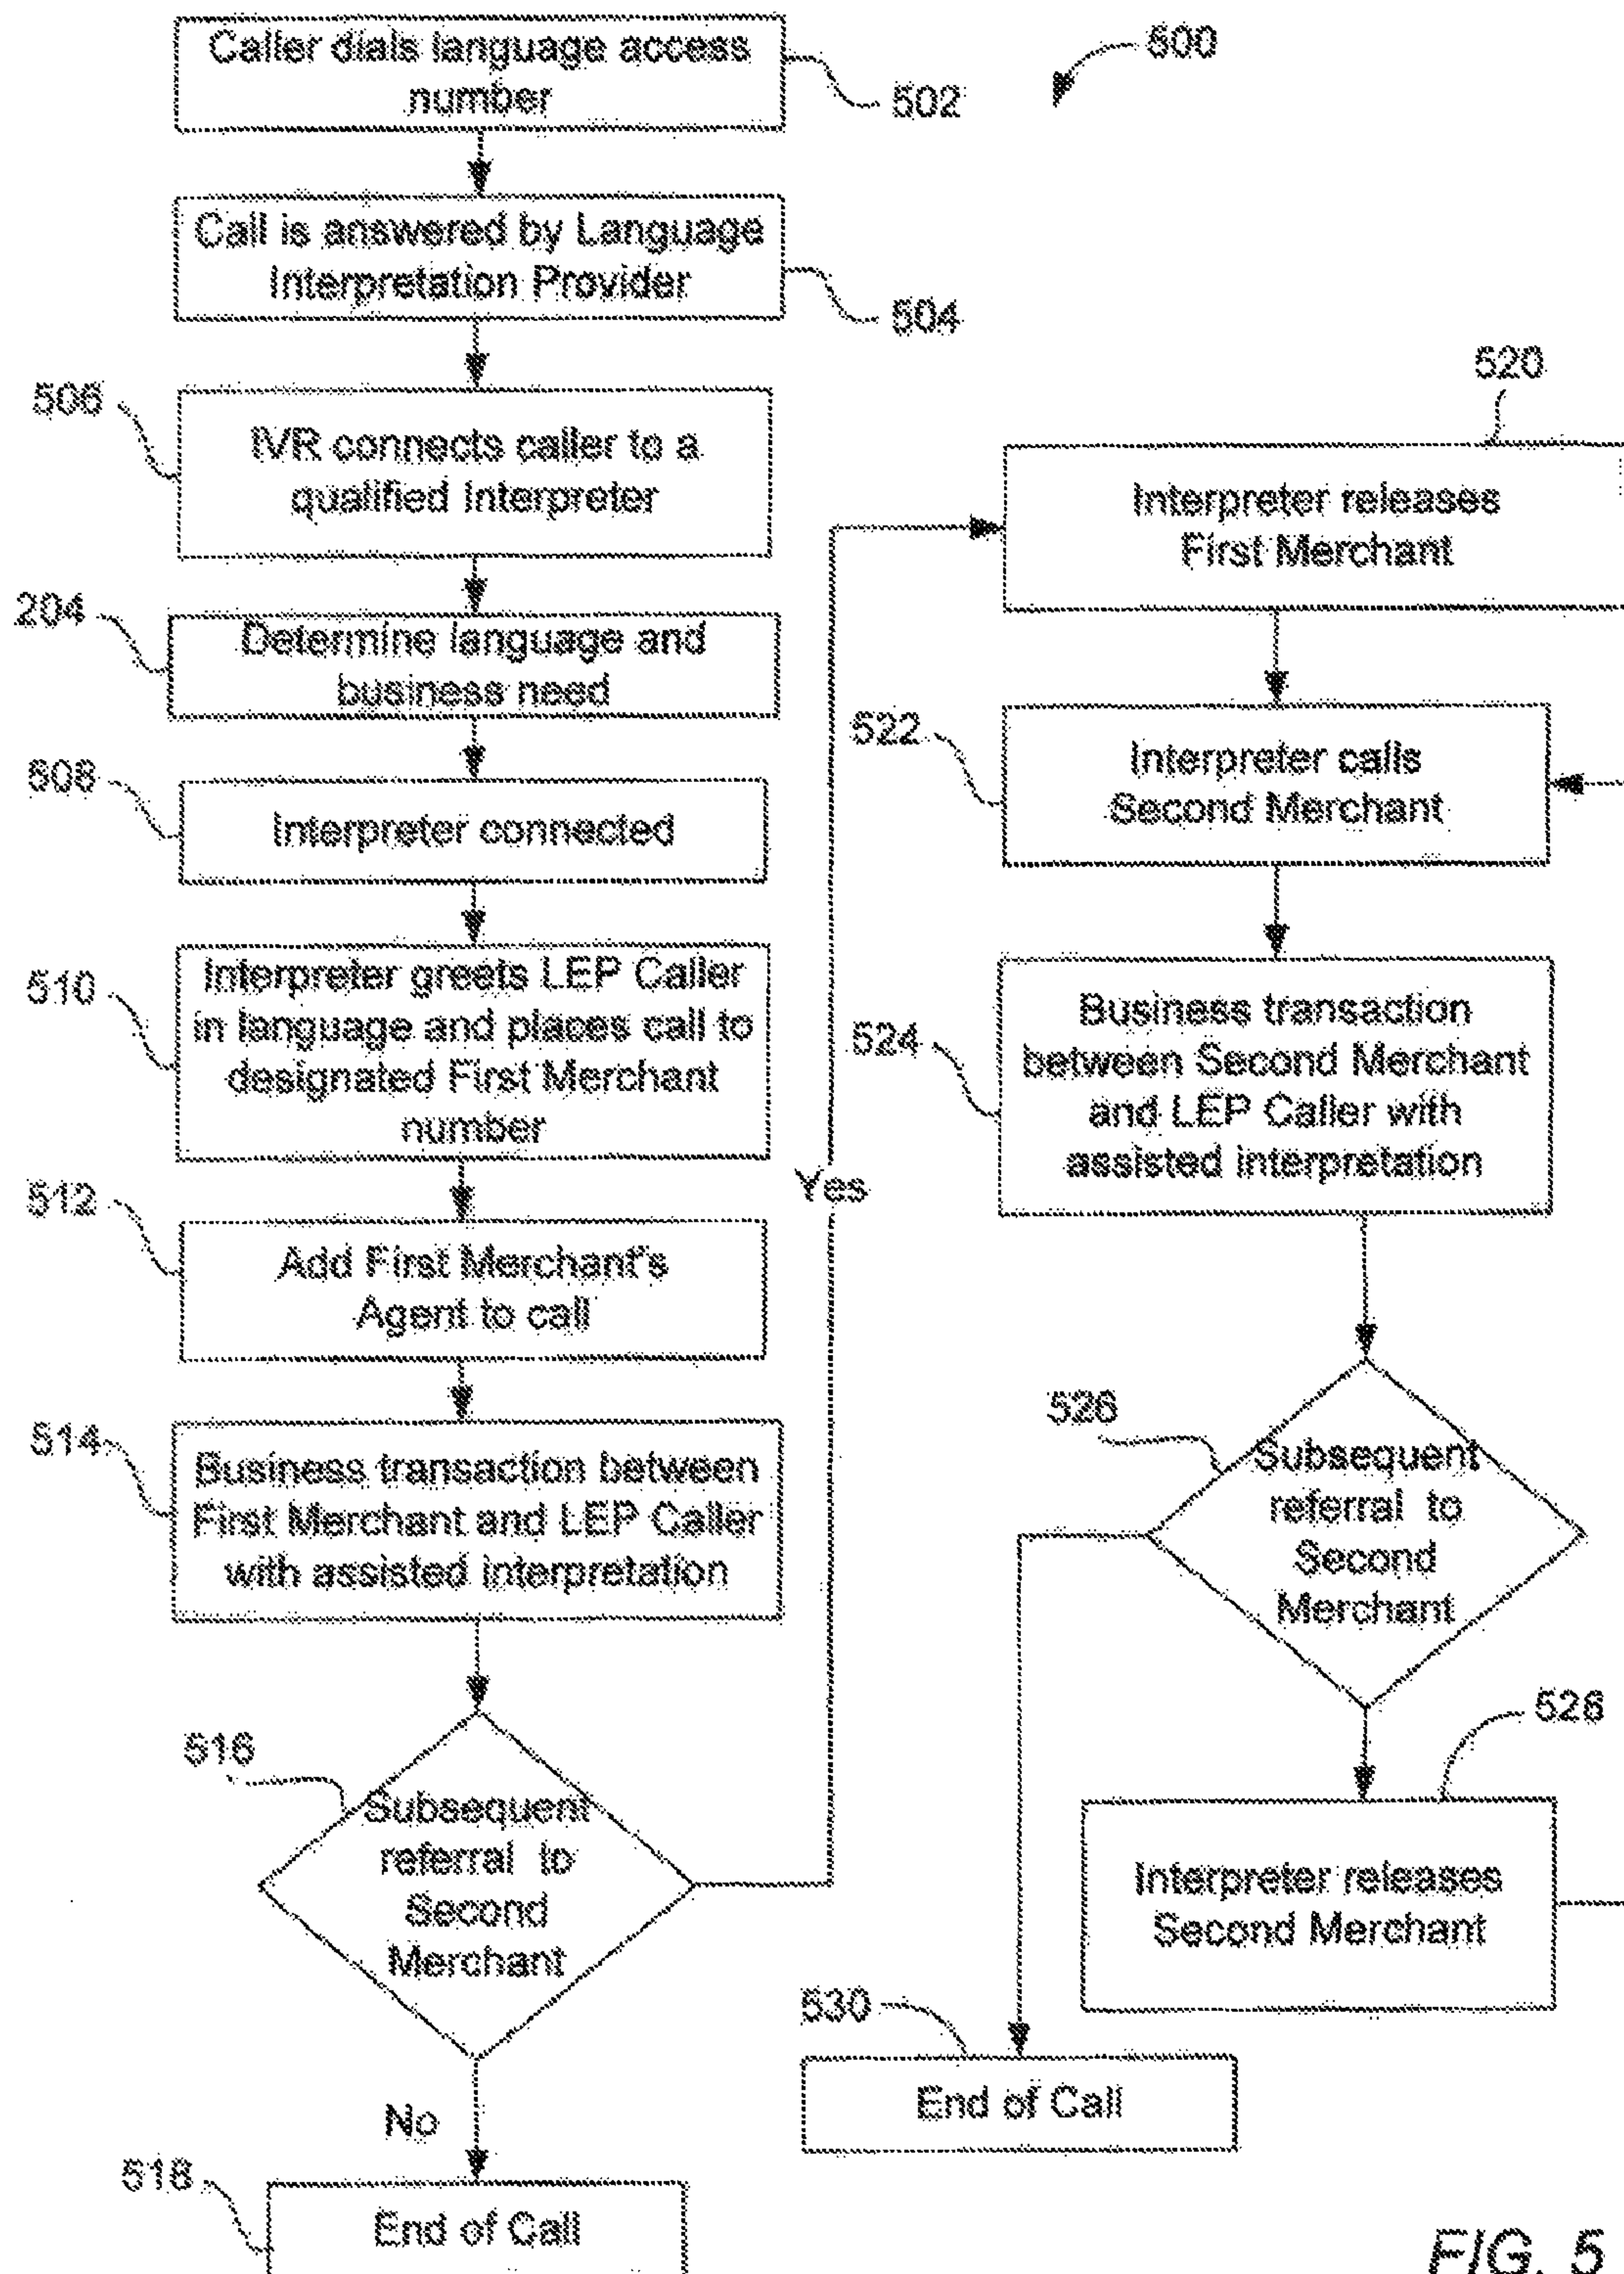 500
Caller dials language access
number
502
Call is answered by Language
Interpretation Provider
504
506
IVR connects caller to a
qualified Interpreter
204
Determine language and
business need
508
Interpreter connected
510
Interpreter greets LEP Caller
in language and places call to
designated First Merchant
number
512
Add First Merchant's
Agent to call
514
Business transaction between
First Merchant and LEP Caller
with assisted interpretation
516
Subsequent
referral to
Second
Merchant
Yes
No
518
End of Call
520
Interpreter releases
First Merchant
522
Interpreter calls
Second Merchant
524
Business transaction
between Second Merchant
and LEP Caller with
assisted interpretation
526
Subsequent
referral to
Second
Merchant
528
Interpreter releases
Second Merchant
530
End of Call
FIG. 5